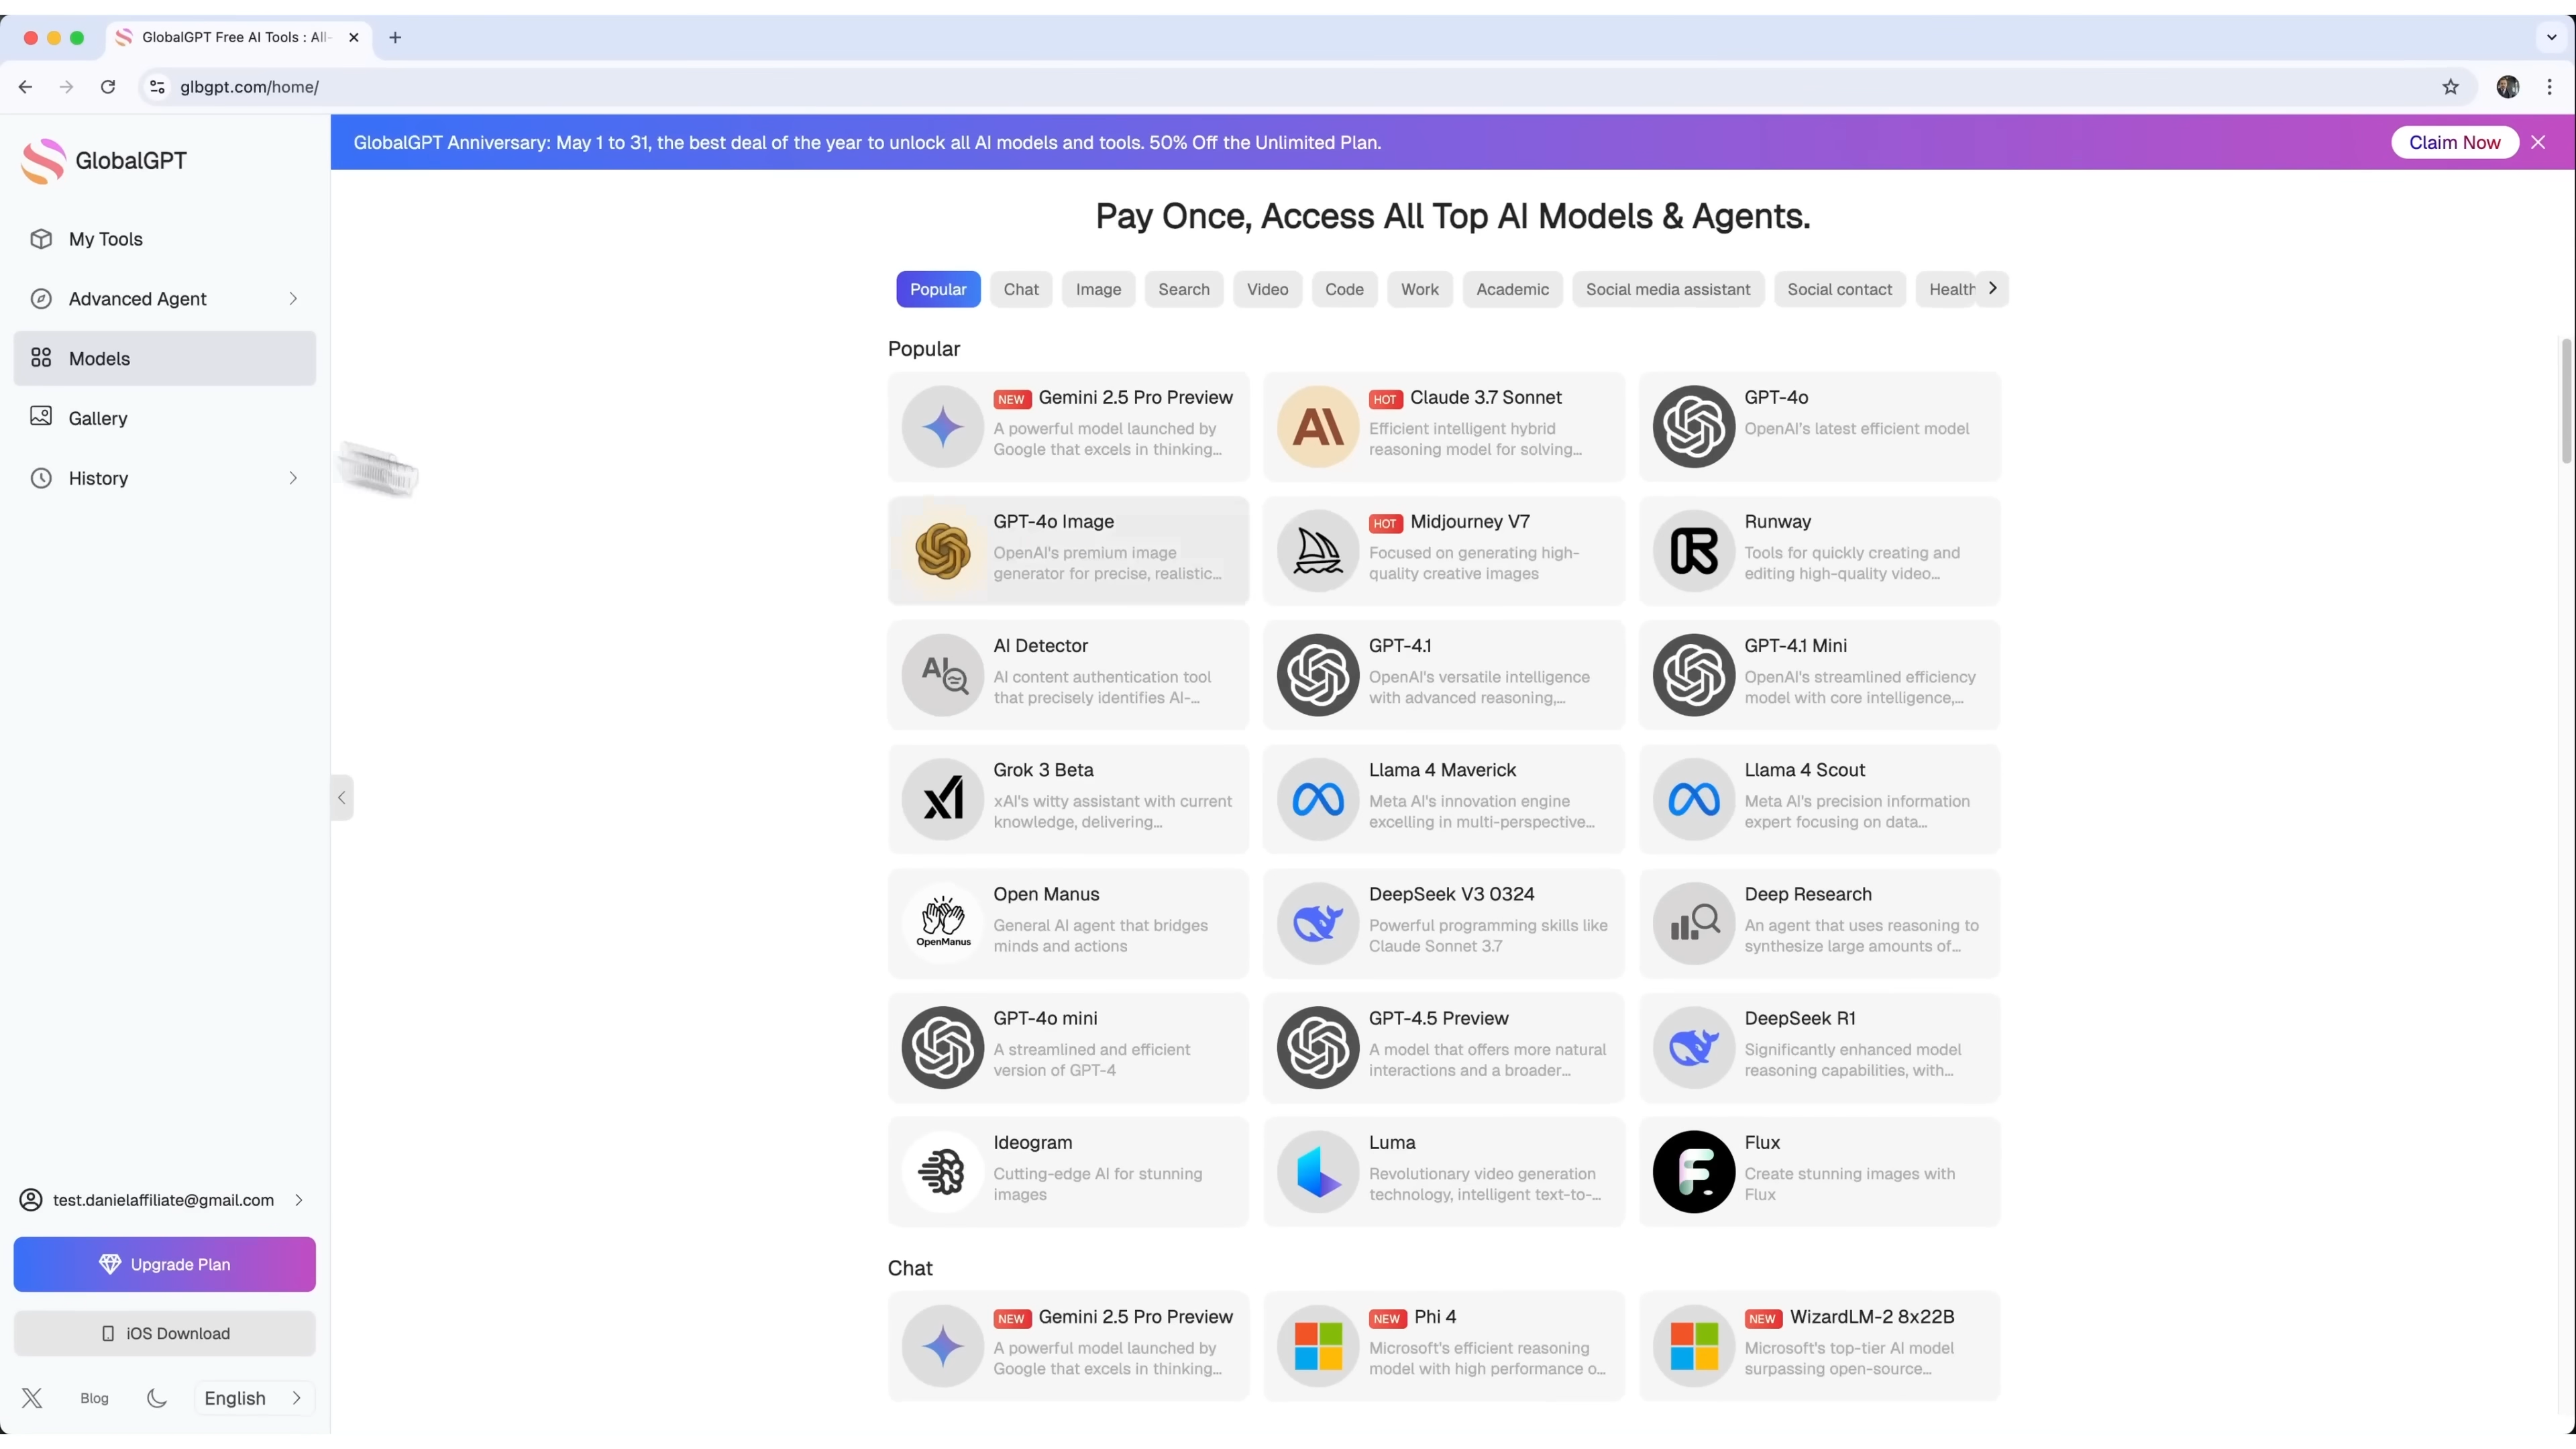 GlobalGPT Free AI Tools : All-
glbgpt.com/home/
GlobalGPT
My Tools
Advanced Agent
Models
Gallery
History
test.danielaffiliate@gmail.com
Upgrade Plan
iOS Download
Blog
English
GlobalGPT Anniversary: May 1 to 31, the best deal of the year to unlock all AI models and tools. 50% Off the Unlimited Plan.
Claim Now
Pay Once, Access All Top AI Models & Agents.
Popular
Chat
Image
Search
Video
Code
Work
Academic
Social media assistant
Social contact
Health
Popular
NEW Gemini 2.5 Pro Preview
A powerful model launched by
Google that excels in thinking...
HOT Claude 3.7 Sonnet
Efficient intelligent hybrid
reasoning model for solving...
GPT-4o
OpenAI's latest efficient model
GPT-4o Image
OpenAI's premium image
generator for precise, realistic...
HOT Midjourney V7
Focused on generating high-
quality creative images
Runway
Tools for quickly creating and
editing high-quality video...
AI
AI Detector
AI content authentication tool
that precisely identifies AI-...
GPT-4.1
OpenAI's versatile intelligence
with advanced reasoning,...
GPT-4.1 Mini
OpenAI's streamlined efficiency
model with core intelligence,...
Grok 3 Beta
xAI's witty assistant with current
knowledge, delivering...
Llama 4 Maverick
Meta AI's innovation engine
excelling in multi-perspective...
Llama 4 Scout
Meta AI's precision information
expert focusing on data...
OpenManus
Open Manus
General AI agent that bridges
minds and actions
DeepSeek V3 0324
Powerful programming skills like
Claude Sonnet 3.7
Deep Research
An agent that uses reasoning to
synthesize large amounts of...
GPT-4o mini
A streamlined and efficient
version of GPT-4
GPT-4.5 Preview
A model that offers more natural
interactions and a broader...
DeepSeek R1
Significantly enhanced model
reasoning capabilities, with...
Ideogram
Cutting-edge AI for stunning
images
Luma
Revolutionary video generation
technology, intelligent text-to-...
Flux
Create stunning images with
Flux
Chat
NEW Gemini 2.5 Pro Preview
A powerful model launched by
Google that excels in thinking...
NEW Phi 4
Microsoft's efficient reasoning
model with high performance o...
NEW WizardLM-2 8x22B
Microsoft's top-tier AI model
surpassing open-source...